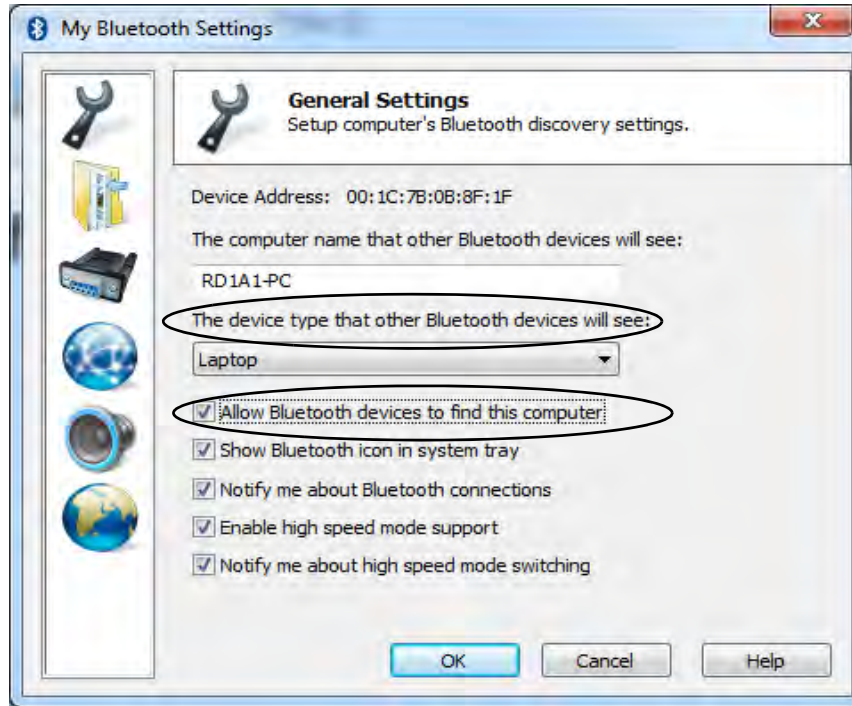 My Bluetooth Settings
General Settings
Setup computer's Bluetooth discovery settings.
Device Address: 00:1C:7B:0B:8F:1F
The computer name that other Bluetooth devices will see:
RD1A1-PC
The device type that other Bluetooth devices will see:
Laptop
Allow Bluetooth devices to find this computer
Show Bluetooth icon in system tray
Notify me about Bluetooth connections
Enable high speed mode support
Notify me about high speed mode switching
OK Cancel Help